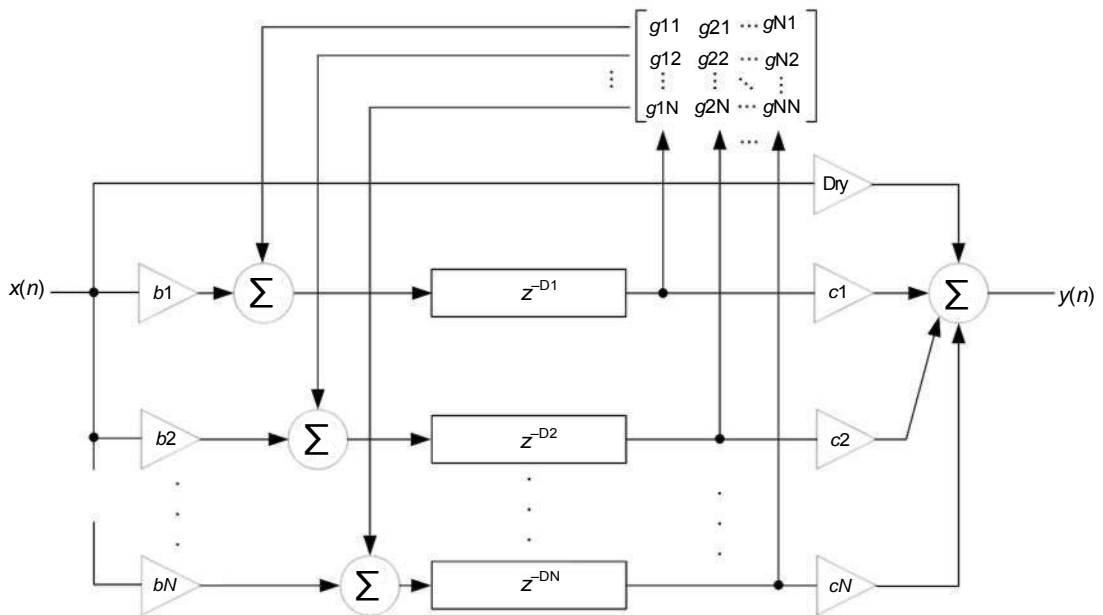 g11 g21 ··· gN1
g12 g22 ··· gN2
g1N g2N ··· gNN
Dry
x(n) b1 Σ z–D1 c1 Σ y(n)
b2 Σ z–D2 c2
bN Σ z–DN cN